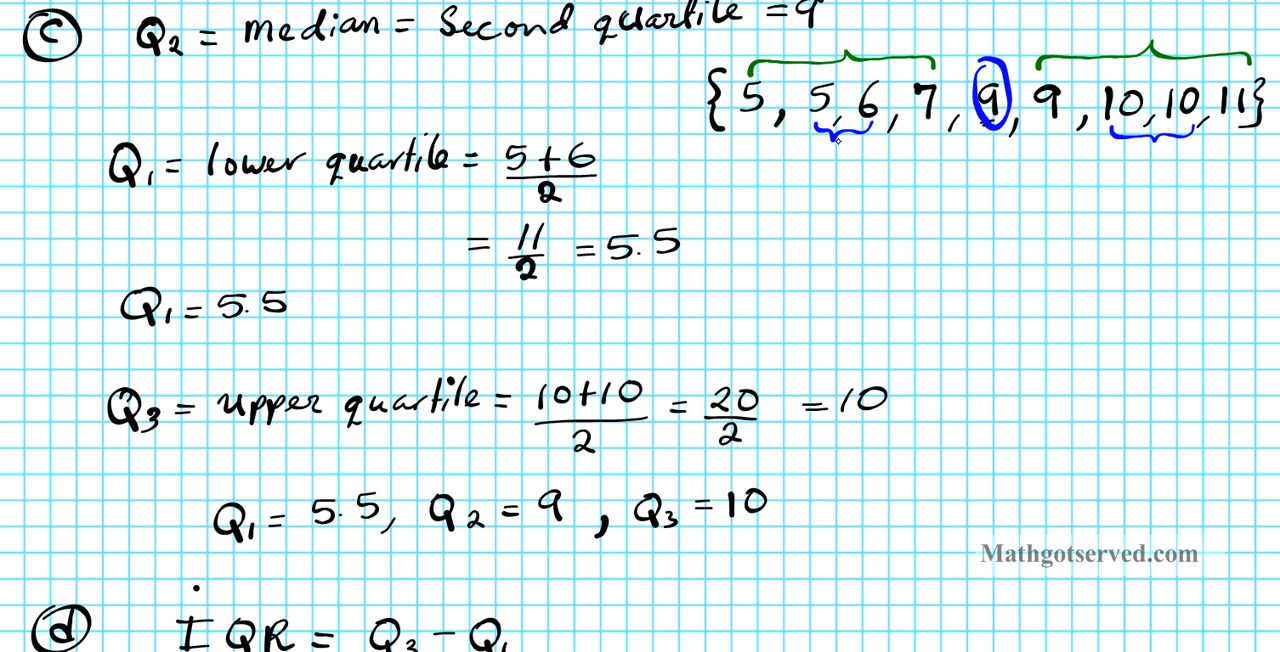 (c) Q₂ = median = Second quartile = 9
{5, 5, 6, 7, 9, 9, 10, 10, 11}
Q₁ = lower quartile = 5+6/2
= 11/2 = 5.5
Q₁ = 5.5
Q₃ = upper quartile = 10+10/2 = 20/2 = 10
Q₁ = 5.5, Q₂ = 9, Q₃ = 10
Mathgotserved.com
(d) IQR = Q₃ - Q₁